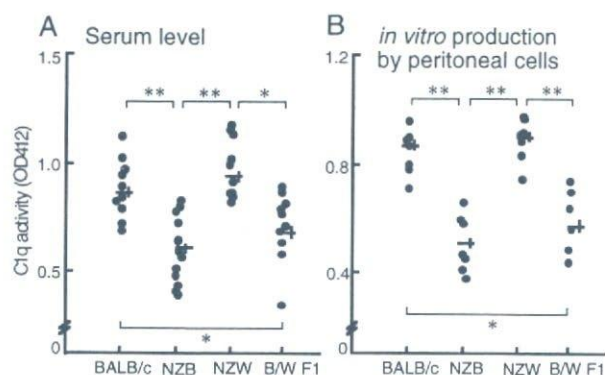 A Serum level
B in vitro production
by peritoneal cells
C1q activity (OD412)
1.5
1.0
0.5
0
** ** *
*
BALB/c NZB NZW B/W F1
1.2
0.8
0.4
0
** ** **
*
BALB/c NZB NZW B/W F1